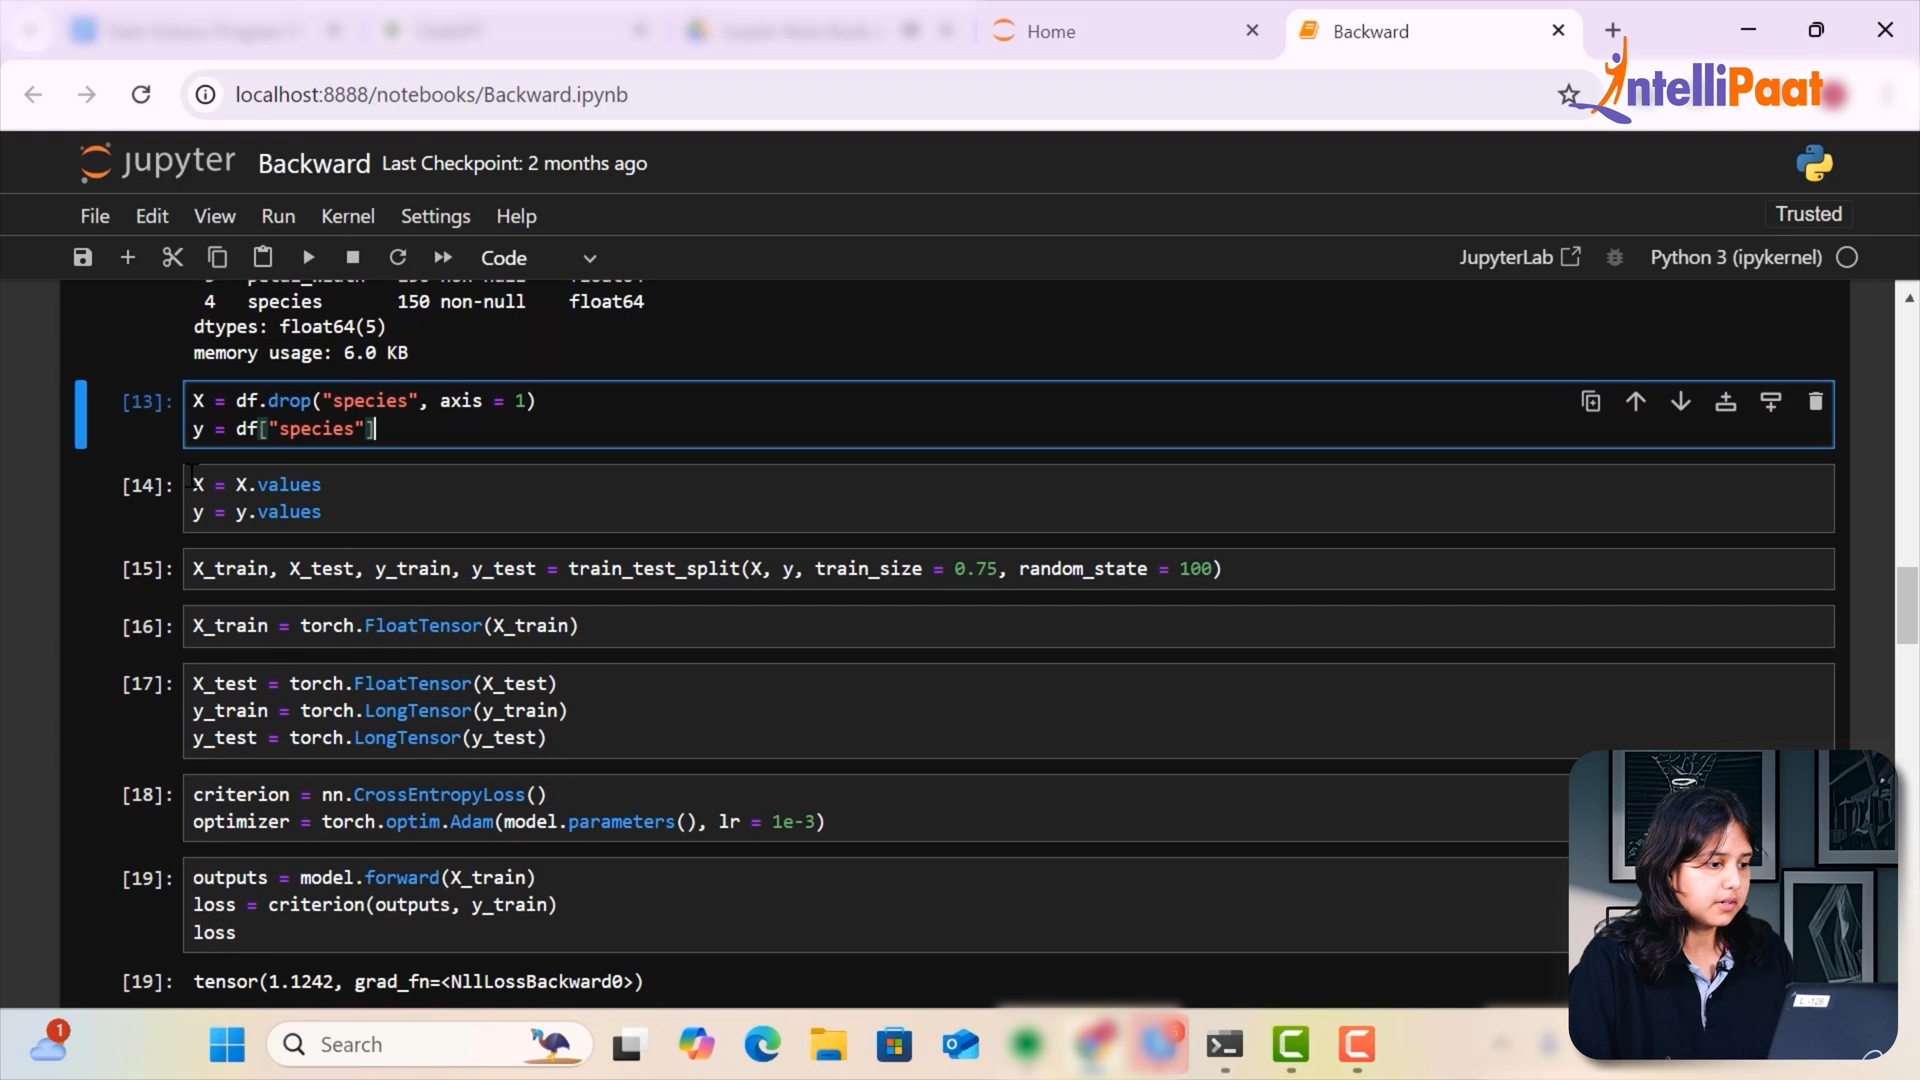 Home
Backward
localhost:8888/notebooks/Backward.ipynb
IntelliPaat
jupyter Backward Last Checkpoint: 2 months ago
File Edit View Run Kernel Settings Help
Trusted
Code
JupyterLab
Python 3 (ipykernel)
4 species 150 non-null float64
dtypes: float64(5)
memory usage: 6.0 KB
[13]: X = df.drop("species", axis = 1)
y = df["species"]
[14]: X = X.values
y = y.values
[15]: X_train, X_test, y_train, y_test = train_test_split(X, y, train_size = 0.75, random_state = 100)
[16]: X_train = torch.FloatTensor(X_train)
[17]: X_test = torch.FloatTensor(X_test)
y_train = torch.LongTensor(y_train)
y_test = torch.LongTensor(y_test)
[18]: criterion = nn.CrossEntropyLoss()
optimizer = torch.optim.Adam(model.parameters(), lr = 1e-3)
[19]: outputs = model.forward(X_train)
loss = criterion(outputs, y_train)
loss
[19]: tensor(1.1242, grad_fn=<NllLossBackward0>)
L-126
1
Search